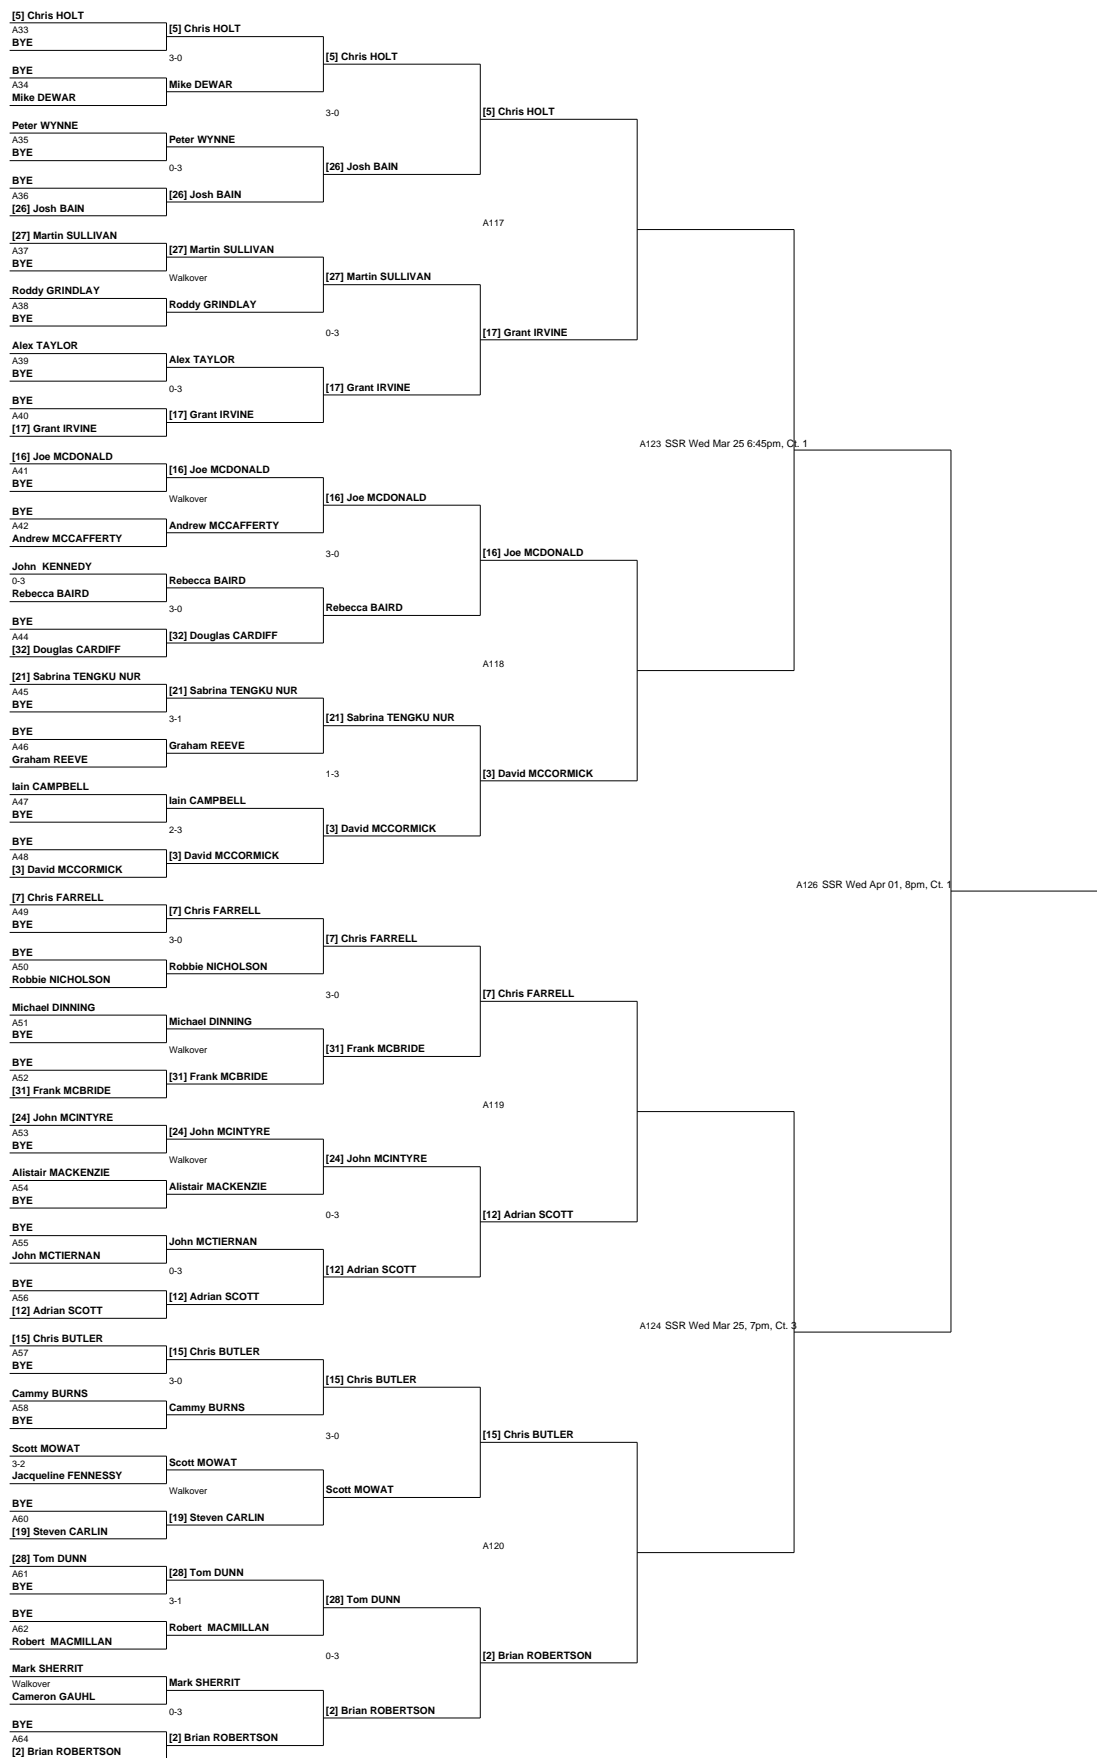 [5] Chris HOLT
A33
BYE
[5] Chris HOLT
3-0
[5] Chris HOLT
BYE
A34
Mike DEWAR
Mike DEWAR
3-0
[5] Chris HOLT
Peter WYNNE
A35
BYE
Peter WYNNE
0-3
[26] Josh BAIN
BYE
A36
[26] Josh BAIN
[26] Josh BAIN
A117
[27] Martin SULLIVAN
A37
BYE
[27] Martin SULLIVAN
Walkover
[27] Martin SULLIVAN
Roddy GRINDLAY
A38
BYE
Roddy GRINDLAY
0-3
[17] Grant IRVINE
Alex TAYLOR
A39
BYE
Alex TAYLOR
0-3
[17] Grant IRVINE
BYE
A40
[17] Grant IRVINE
[17] Grant IRVINE
A123 SSR Wed Mar 25 6:45pm, Ct. 1
[16] Joe MCDONALD
A41
BYE
[16] Joe MCDONALD
Walkover
[16] Joe MCDONALD
BYE
A42
Andrew MCCAFFERTY
Andrew MCCAFFERTY
3-0
[16] Joe MCDONALD
John  KENNEDY
0-3
Rebecca BAIRD
Rebecca BAIRD
3-0
Rebecca BAIRD
BYE
A44
[32] Douglas CARDIFF
[32] Douglas CARDIFF
A118
[21] Sabrina TENGKU NUR
A45
BYE
[21] Sabrina TENGKU NUR
3-1
[21] Sabrina TENGKU NUR
BYE
A46
Graham REEVE
Graham REEVE
1-3
[3] David MCCORMICK
Iain CAMPBELL
A47
BYE
Iain CAMPBELL
2-3
[3] David MCCORMICK
BYE
A48
[3] David MCCORMICK
[3] David MCCORMICK
A126 SSR Wed Apr 01, 8pm, Ct. 1
[7] Chris FARRELL
A49
BYE
[7] Chris FARRELL
3-0
[7] Chris FARRELL
BYE
A50
Robbie NICHOLSON
Robbie NICHOLSON
3-0
[7] Chris FARRELL
Michael DINNING
A51
BYE
Michael DINNING
Walkover
[31] Frank MCBRIDE
BYE
A52
[31] Frank MCBRIDE
[31] Frank MCBRIDE
A119
[24] John MCINTYRE
A53
BYE
[24] John MCINTYRE
Walkover
[24] John MCINTYRE
Alistair MACKENZIE
A54
BYE
Alistair MACKENZIE
0-3
[12] Adrian SCOTT
BYE
A55
John MCTIERNAN
John MCTIERNAN
0-3
[12] Adrian SCOTT
BYE
A56
[12] Adrian SCOTT
[12] Adrian SCOTT
A124 SSR Wed Mar 25, 7pm, Ct. 3
[15] Chris BUTLER
A57
BYE
[15] Chris BUTLER
3-0
[15] Chris BUTLER
Cammy BURNS
A58
BYE
Cammy BURNS
3-0
[15] Chris BUTLER
Scott MOWAT
3-2
Jacqueline FENNESSY
Scott MOWAT
Walkover
Scott MOWAT
BYE
A60
[19] Steven CARLIN
[19] Steven CARLIN
A120
[28] Tom DUNN
A61
BYE
[28] Tom DUNN
3-1
[28] Tom DUNN
BYE
A62
Robert  MACMILLAN
Robert  MACMILLAN
0-3
[2] Brian ROBERTSON
Mark SHERRIT
Walkover
Cameron GAUHL
Mark SHERRIT
0-3
[2] Brian ROBERTSON
BYE
A64
[2] Brian ROBERTSON
[2] Brian ROBERTSON